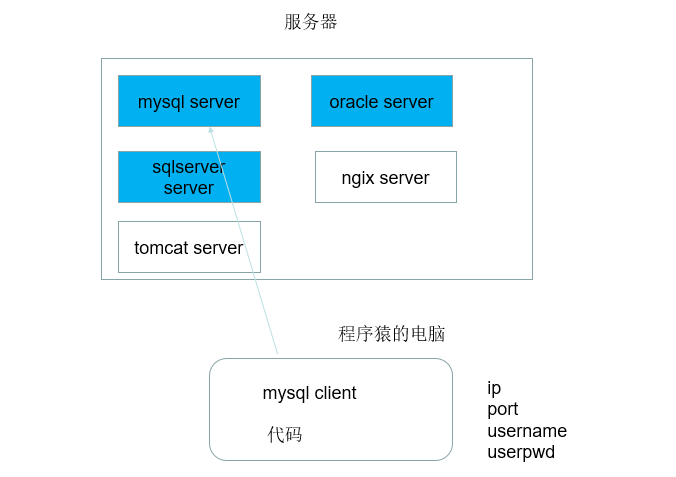 服务器
mysql server
oracle server
sqlserver
server
ngix server
tomcat server
程序猿的电脑
mysql client
代码
ip
port
username
userpwd